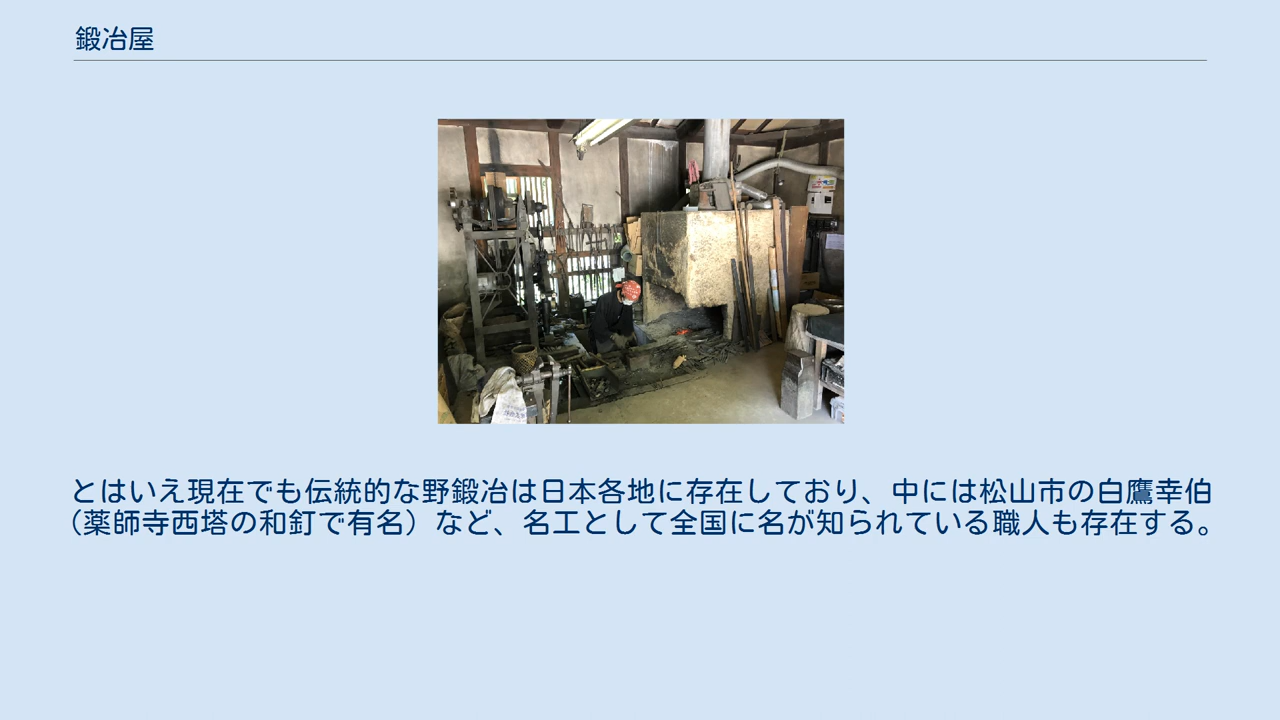 鍛冶屋
とはいえ現在でも伝統的な野鍛冶は日本各地に存在しており、中には松山市の白鷹幸伯
（薬師寺西塔の和釘で有名）など、名工として全国に名が知られている職人も存在する。